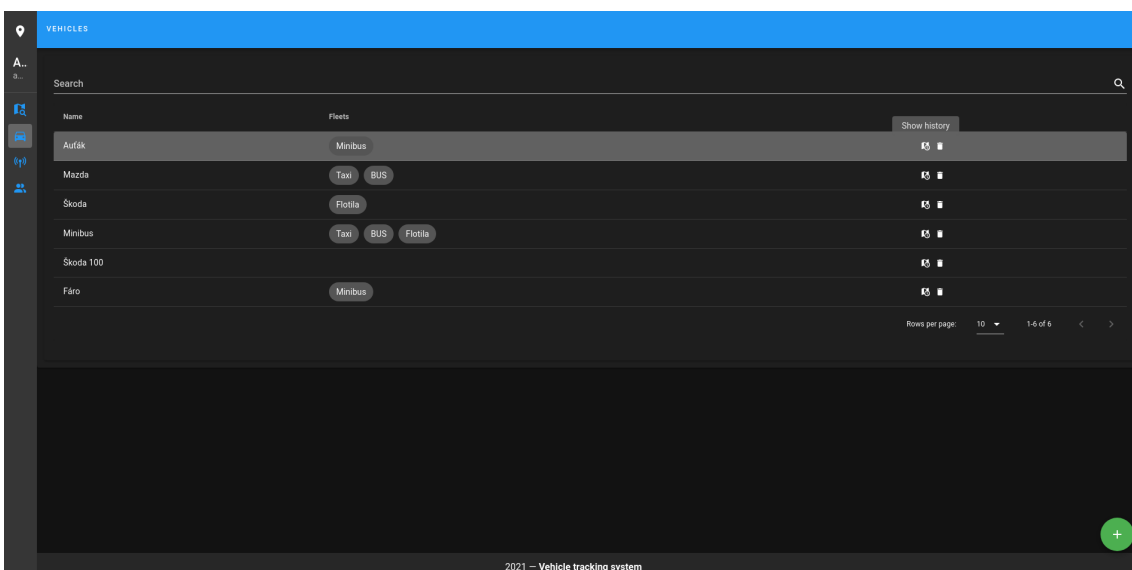 VEHICLES
A..
a...
Search
Name Fleets
Show history
Auťák Minibus
Mazda Taxi BUS
Škoda Flotila
Minibus Taxi BUS Flotila
Škoda 100
Fáro Minibus
Rows per page: 10 1-6 of 6
2021 — Vehicle tracking system